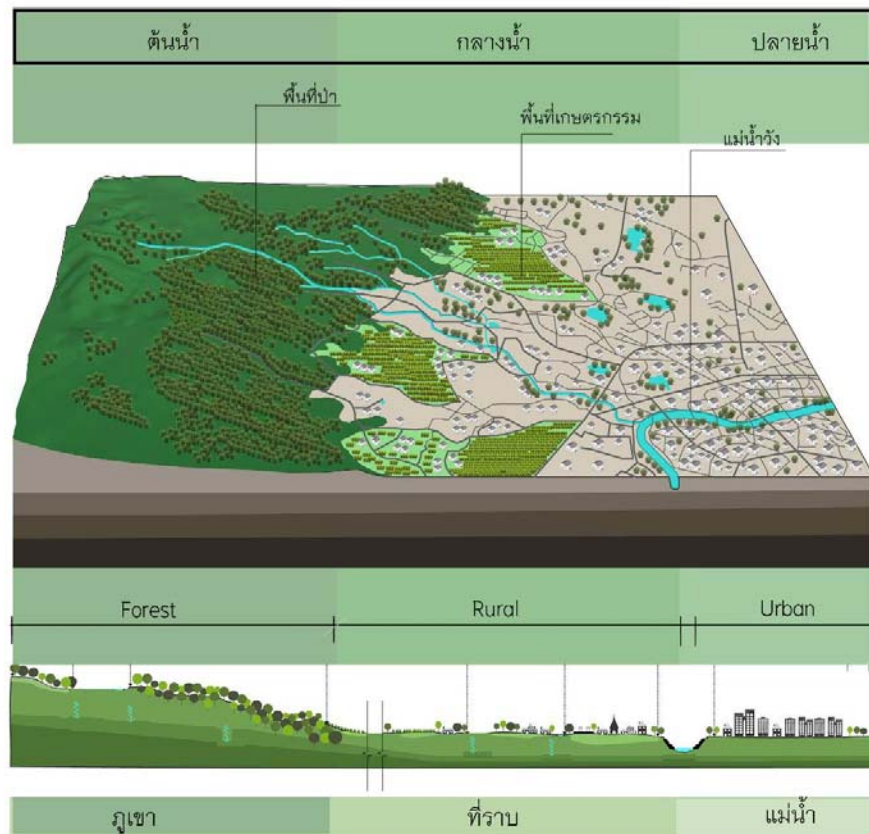 ต้นน้ำ กลางน้ำ ปลายน้ำ
พื้นที่ป่า
พื้นที่เกษตรกรรม
แม่น้ำวัง
Forest Rural Urban
ภูเขา ที่ราบ แม่น้ำ